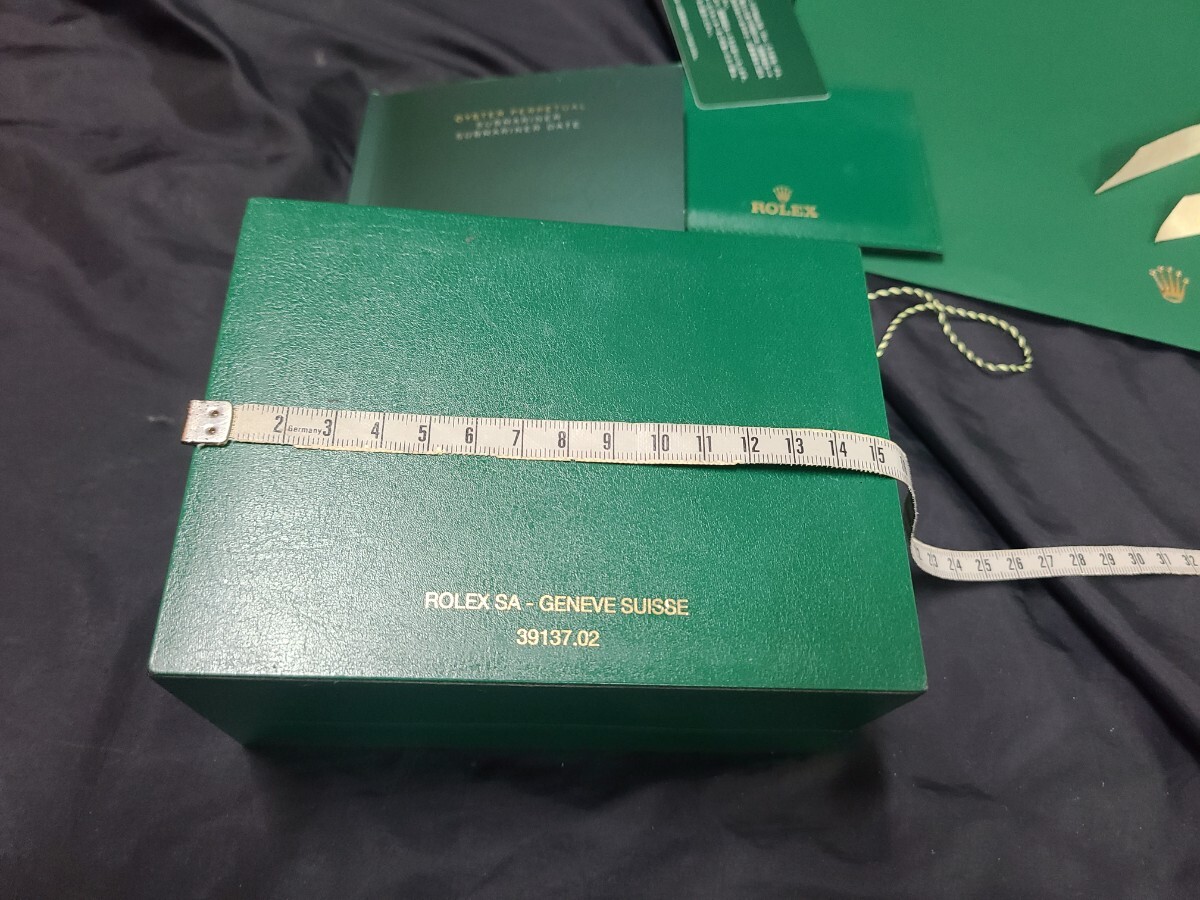 OYSTER PERPETUAL
SUBMARINER
SUBMARINER DATE
ROLEX
2 Germany 3 4 5 6 7 8 9 10 11 12 13 14 15
23 24 25 26 27 28 29 30 31 32
ROLEX SA - GENEVE SUISSE
39137.02